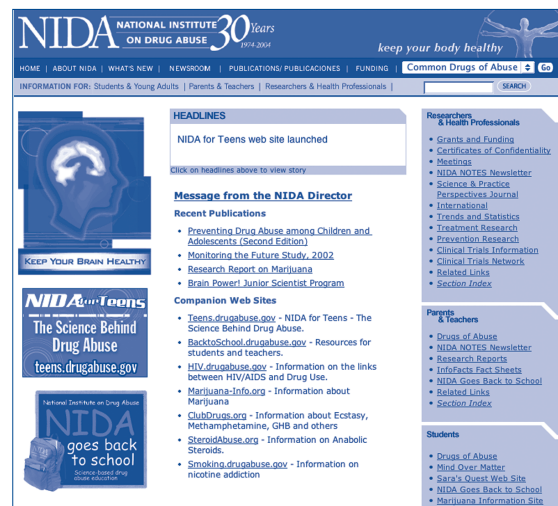 NIDA NATIONAL INSTITUTE ON DRUG ABUSE 30 Years 1974-2004
keep your body healthy
HOME | ABOUT NIDA | WHAT'S NEW | NEWSROOM | PUBLICATIONS/ PUBLICACIONES | FUNDING | Common Drugs of Abuse Go
INFORMATION FOR: Students & Young Adults | Parents & Teachers | Researchers & Health Professionals | SEARCH
KEEP YOUR BRAIN HEALTHY
NIDA for Teens
The Science Behind
Drug Abuse
teens.drugabuse.gov
National Institute on Drug Abuse
NIDA
goes back
to school
Science-based drug
abuse education
HEADLINES
NIDA for Teens web site launched
Click on headlines above to view story
Message from the NIDA Director
Recent Publications
• Preventing Drug Abuse among Children and
Adolescents (Second Edition)
• Monitoring the Future Study, 2002
• Research Report on Marijuana
• Brain Power! Junior Scientist Program
Companion Web Sites
• Teens.drugabuse.gov - NIDA for Teens - The
Science Behind Drug Abuse.
• BacktoSchool.drugabuse.gov - Resources for
students and teachers.
• HIV.drugabuse.gov - Information on the links
between HIV/AIDS and Drug Use.
• Marijuana-Info.org - Information about
Marijuana
• ClubDrugs.org - Information about Ecstasy,
Methamphetamine, GHB and others
• SteroidAbuse.org - Information on Anabolic
Steroids.
• Smoking.drugabuse.gov - Information on
nicotine addiction
Researchers
& Health Professionals
• Grants and Funding
• Certificates of Confidentiality
• Meetings
• NIDA NOTES Newsletter
• Science & Practice
Perspectives Journal
• International
• Trends and Statistics
• Treatment Research
• Prevention Research
• Clinical Trials Information
• Clinical Trials Network
• Related Links
• Section Index
Parents
& Teachers
• Drugs of Abuse
• NIDA NOTES Newsletter
• Research Reports
• InfoFacts Fact Sheets
• NIDA Goes Back to School
• Related Links
• Section Index
Students
• Drugs of Abuse
• Mind Over Matter
• Sara's Quest Web Site
• NIDA Goes Back to School
• Marijuana Information Site